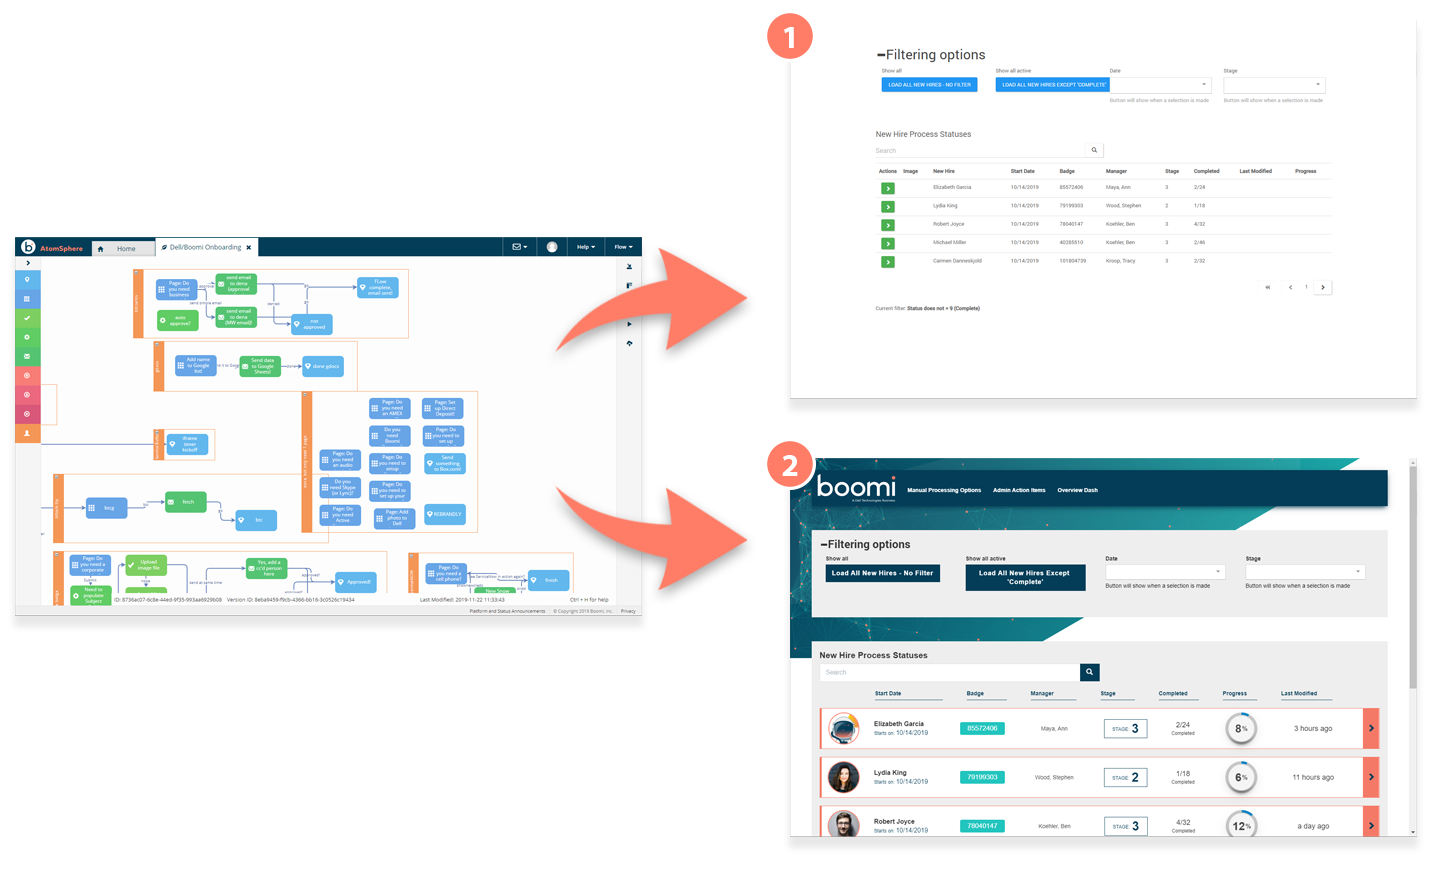 b AtomSphere
Home
Dell/Boomi Onboarding
Help
Flow
Page: Do
you need
business
send email
to dena
(approval
FLow
complete,
email sent!
approve
send simple email
denied
auto
approve?
send email
to dena
(MW email)!
not
approved
Add name
to Google
list!
Send data
to Google
Sheets!
done
done gdocs
gdocs
iframe
timer
kickoff
Page: Do
you need
an AMEX
Page: Set
up Direct
Deposit!
Do you
need
Boomi
Page: Do
you need to
set up
Page: Do
you need
an audio
Page: Do
you need to
setup
Send
something
to Box.com!
Do you
need Skype
(or Lync)?
Page: Do
you need to
set up your
Page: Do
you need
Active
Page: Add
photo to
Dell
REBRANDLY
blog
fetch
btc
Page: Do
you need a
corporate
Upload
image file
Yes, add a
cc'd person
here
Approved!
approved!
send at same time
Submit
Need to
populate
Subject
Page: Do
you need a
cell phone?
finish
New Snow
ID: 8736ac07-6c8e-44ed-9f35-993aa6929b08
Version ID: 8eba9459-f9cb-4366-bb16-3c0526c19434
Last Modified: 2019-11-22 11:33:43
Ctrl + H for help
Platform and Status Announcements
© Copyright 2019 Boomi, Inc.
Privacy
1
Filtering options
Show all
Show all active
Date
Stage
LOAD ALL NEW HIRES - NO FILTER
LOAD ALL NEW HIRES EXCEPT 'COMPLETE'
Button will show when a selection is made
Button will show when a selection is made
New Hire Process Statuses
Search
Actions Image New Hire Start Date Badge Manager Stage Completed Last Modified Progress
Elizabeth Garcia 10/14/2019 85572406 Maya, Ann 3 2/24
Lydia King 10/14/2019 79199303 Wood, Stephen 2 1/18
Robert Joyce 10/14/2019 78040147 Koehler, Ben 3 4/32
Michael Miller 10/14/2019 40285510 Koehler, Ben 3 2/46
Carmen Danneskjold 10/14/2019 101804739 Kroop, Tracy 3 2/32
1
Current filter: Status does not = 9 (Complete)
2
boomi
A Dell Technologies Business
Manual Processing Options
Admin Action Items
Overview Dash
Filtering options
Show all
Show all active
Date
Stage
Load All New Hires - No Filter
Load All New Hires Except
'Complete'
Button will show when a selection is made
Button will show when a selection is made
New Hire Process Statuses
Search
Start Date Badge Manager Stage Completed Progress Last Modified
Elizabeth Garcia
Starts on: 10/14/2019
85572406
Maya, Ann
STAGE: 3
2/24
Completed
8%
3 hours ago
Lydia King
Starts on: 10/14/2019
79199303
Wood, Stephen
STAGE: 2
1/18
Completed
6%
11 hours ago
Robert Joyce
Starts on: 10/14/2019
78040147
Koehler, Ben
STAGE: 3
4/32
Completed
12%
a day ago